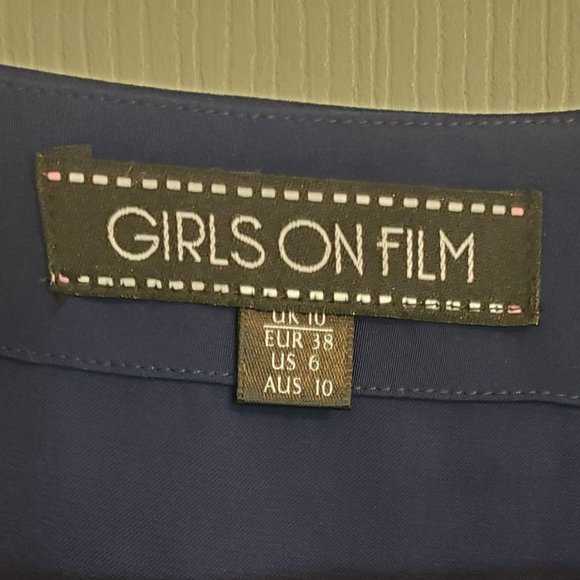 GIRLS ON FILM
UK 10
EUR 38
US 6
AUS 10